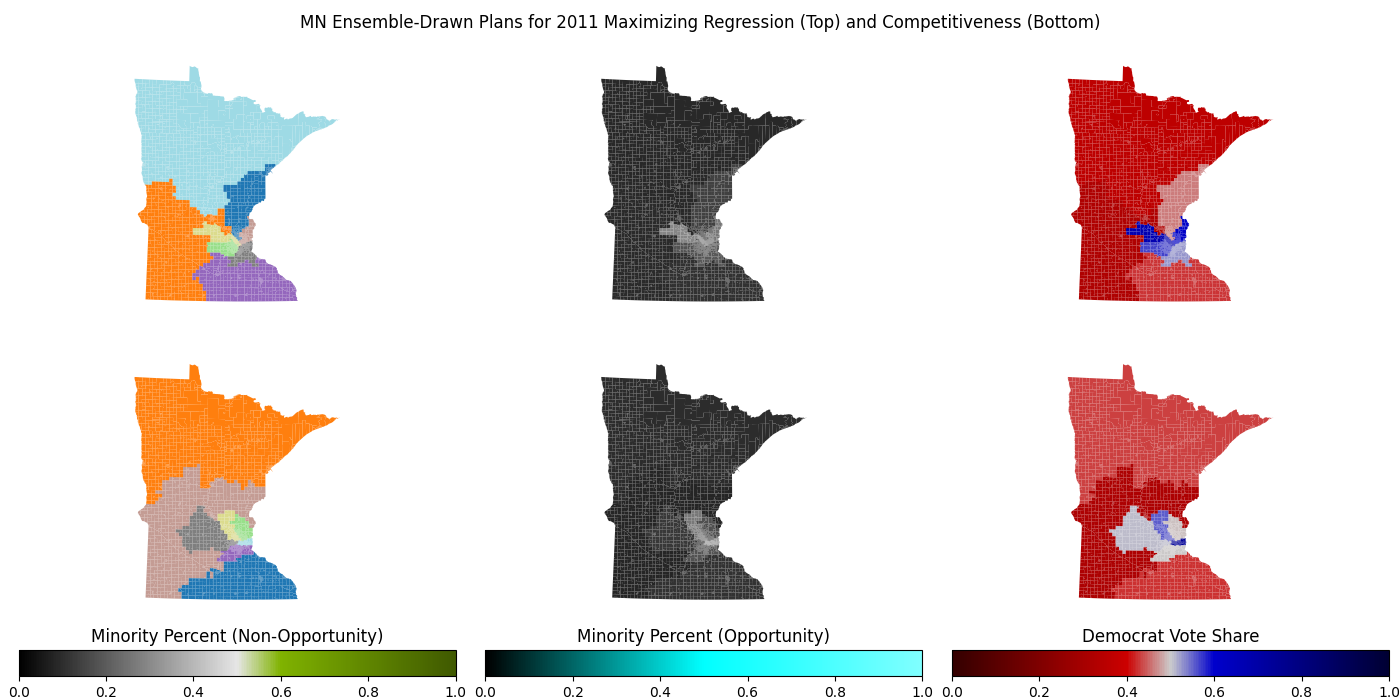 MN Ensemble-Drawn Plans for 2011 Maximizing Regression (Top) and Competitiveness (Bottom)
Minority Percent (Non-Opportunity)
0.0 0.2 0.4 0.6 0.8 1.0
Minority Percent (Opportunity)
0.0 0.2 0.4 0.6 0.8 1.0
Democrat Vote Share
0.0 0.2 0.4 0.6 0.8 1.0